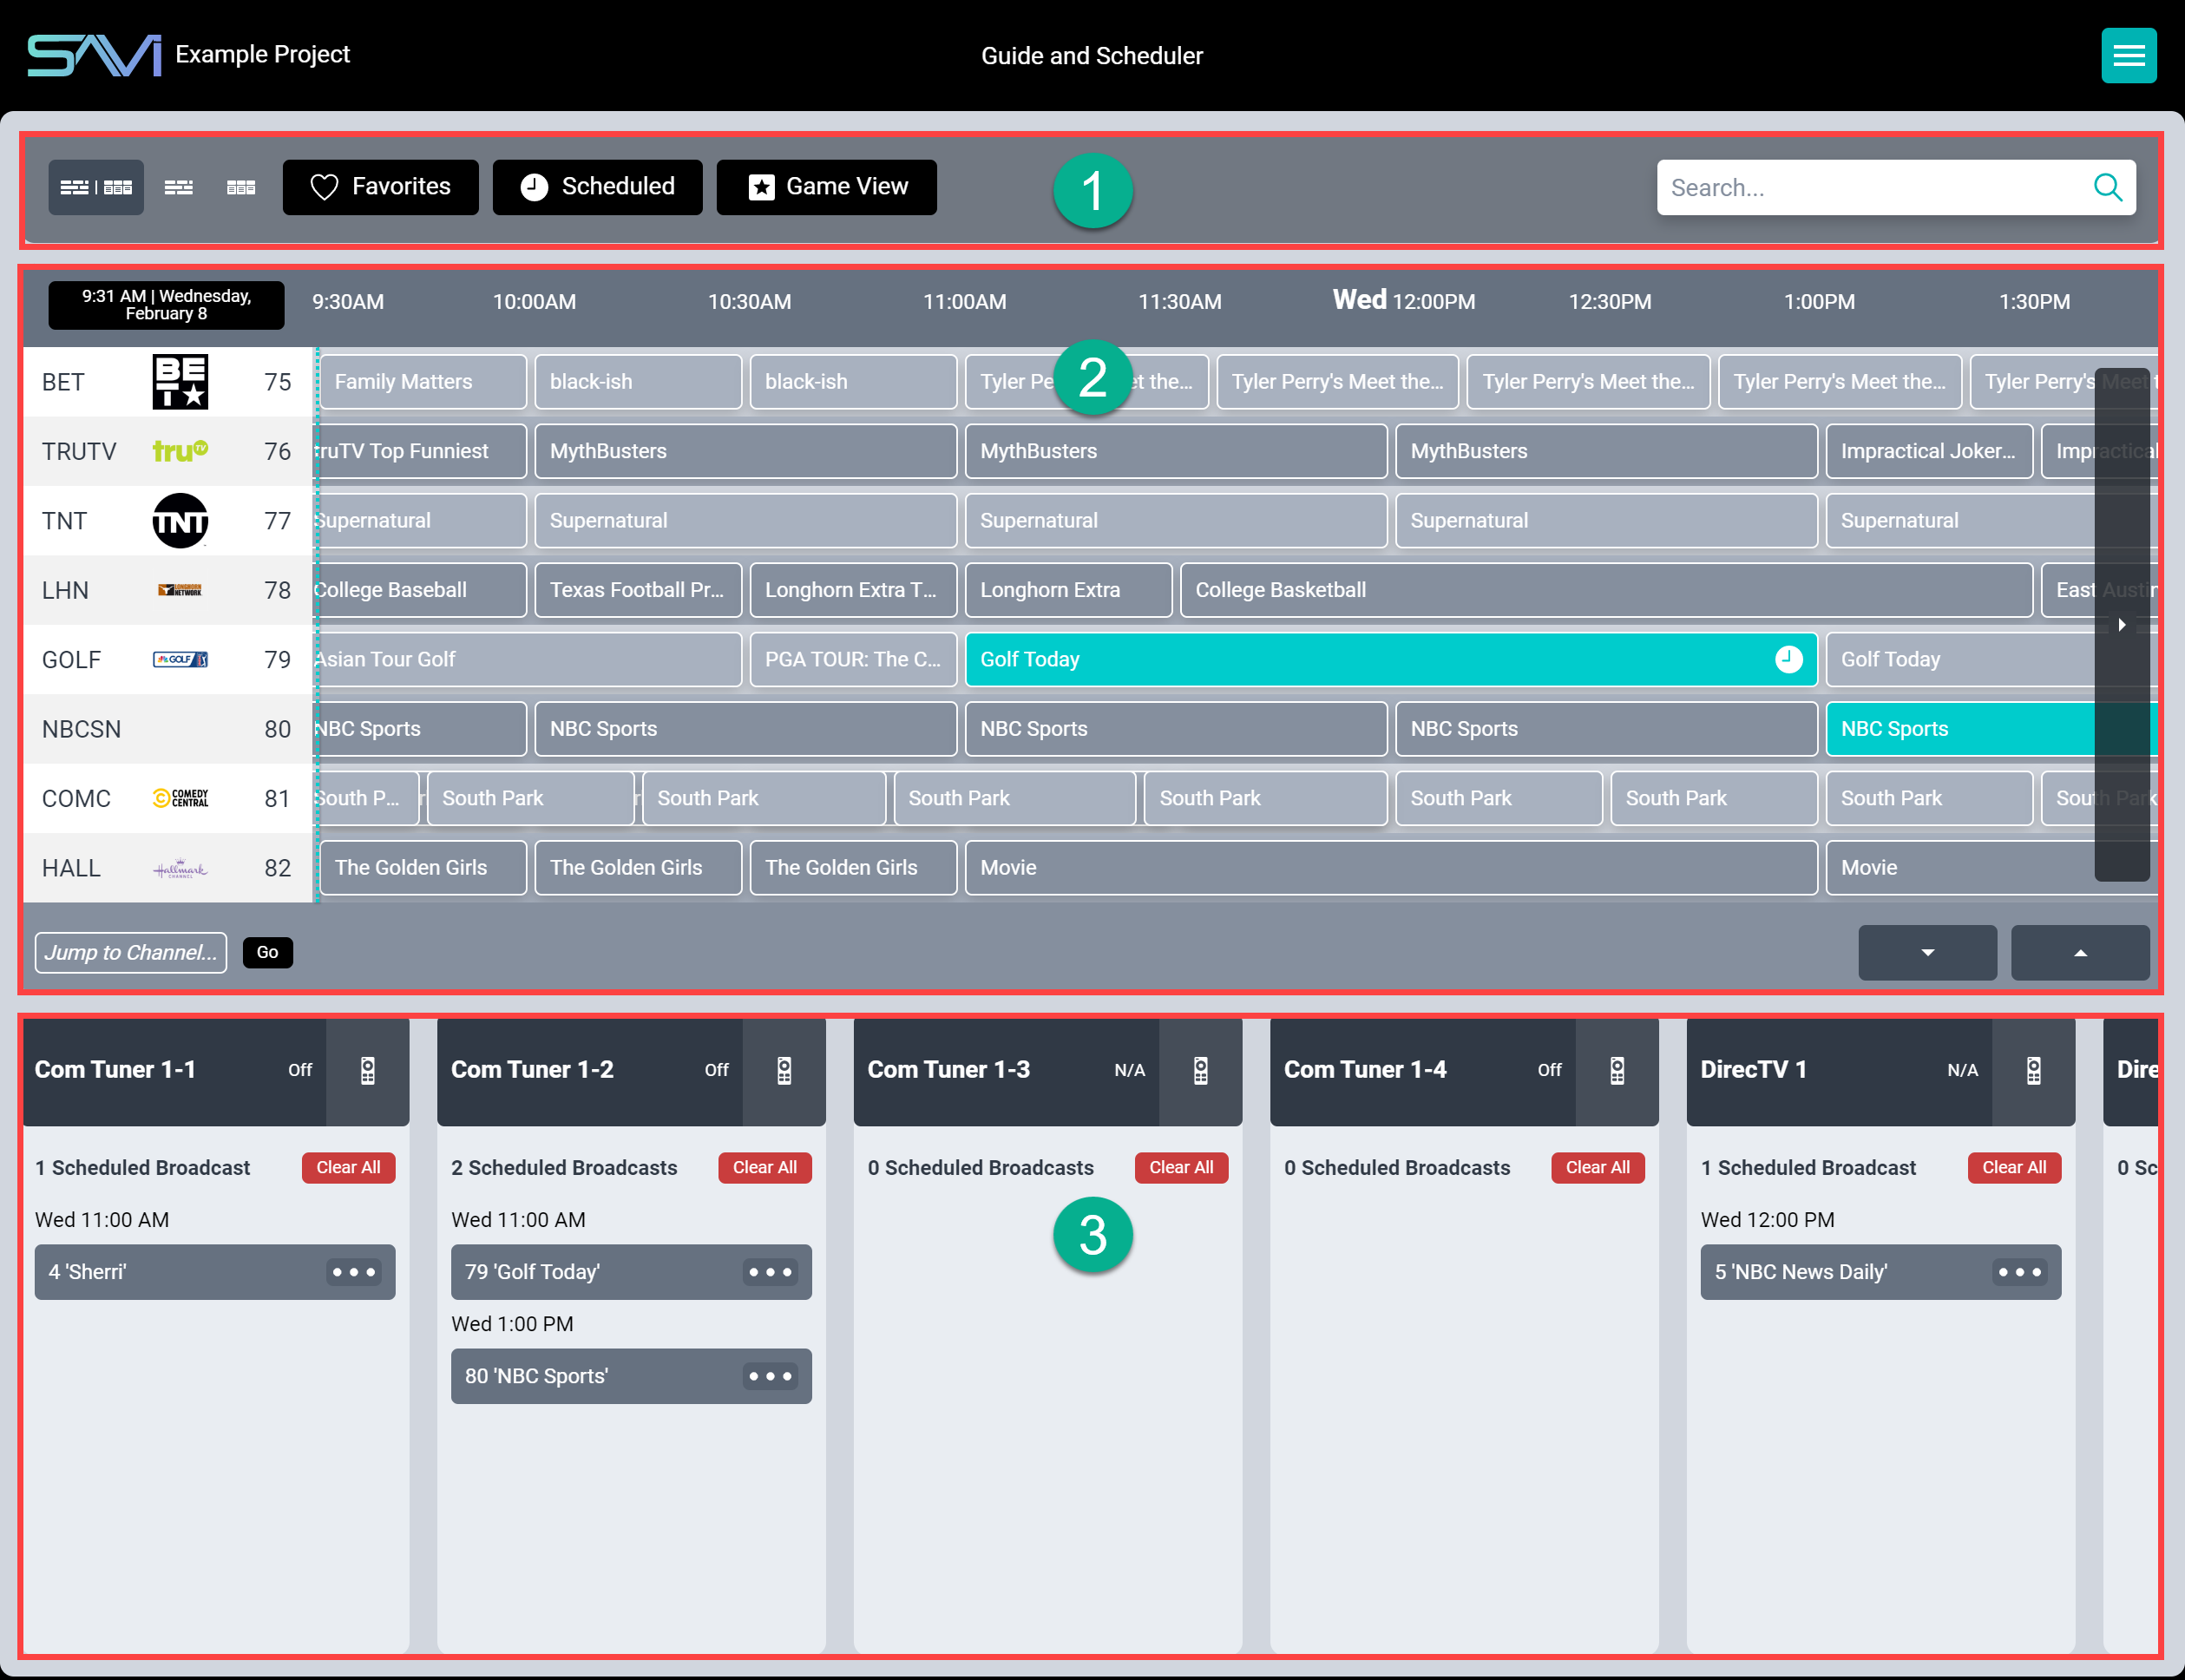 SAVI Example Project
Guide and Scheduler
Favorites
Scheduled
Game View
1
Search...
9:31 AM | Wednesday,
February 8
9:30AM 10:00AM 10:30AM 11:00AM 11:30AM Wed 12:00PM 12:30PM 1:00PM 1:30PM
BET BET 75 Family Matters black-ish black-ish Tyler Pe 2 et the... Tyler Perry's Meet the... Tyler Perry's Meet the... Tyler Perry's Meet the... Tyler Perry's Meet t
TRUTV truTV 76 ruTV Top Funniest MythBusters MythBusters MythBusters Impractical Joker... Impractical
TNT TNT 77 Supernatural Supernatural Supernatural Supernatural Supernatural
LHN LONGHORN NETWORK 78 College Baseball Texas Football Pr... Longhorn Extra T... Longhorn Extra College Basketball East Austin
GOLF GOLF 79 Asian Tour Golf PGA TOUR: The C... Golf Today Golf Today
NBCSN 80 NBC Sports NBC Sports NBC Sports NBC Sports NBC Sports
COMC COMEDY CENTRAL 81 South P... South Park South Park South Park South Park South Park South Park South Park South Park
HALL Hallmark CHANNEL 82 The Golden Girls The Golden Girls The Golden Girls Movie Movie
Jump to Channel... Go
Com Tuner 1-1 Off
1 Scheduled Broadcast Clear All
Wed 11:00 AM
4 'Sherri'
Com Tuner 1-2 Off
2 Scheduled Broadcasts Clear All
Wed 11:00 AM
79 'Golf Today'
Wed 1:00 PM
80 'NBC Sports'
Com Tuner 1-3 N/A
0 Scheduled Broadcasts Clear All
3
Com Tuner 1-4 Off
0 Scheduled Broadcasts Clear All
DirecTV 1 N/A
1 Scheduled Broadcast Clear All
Wed 12:00 PM
5 'NBC News Daily'
Dire
0 Sc